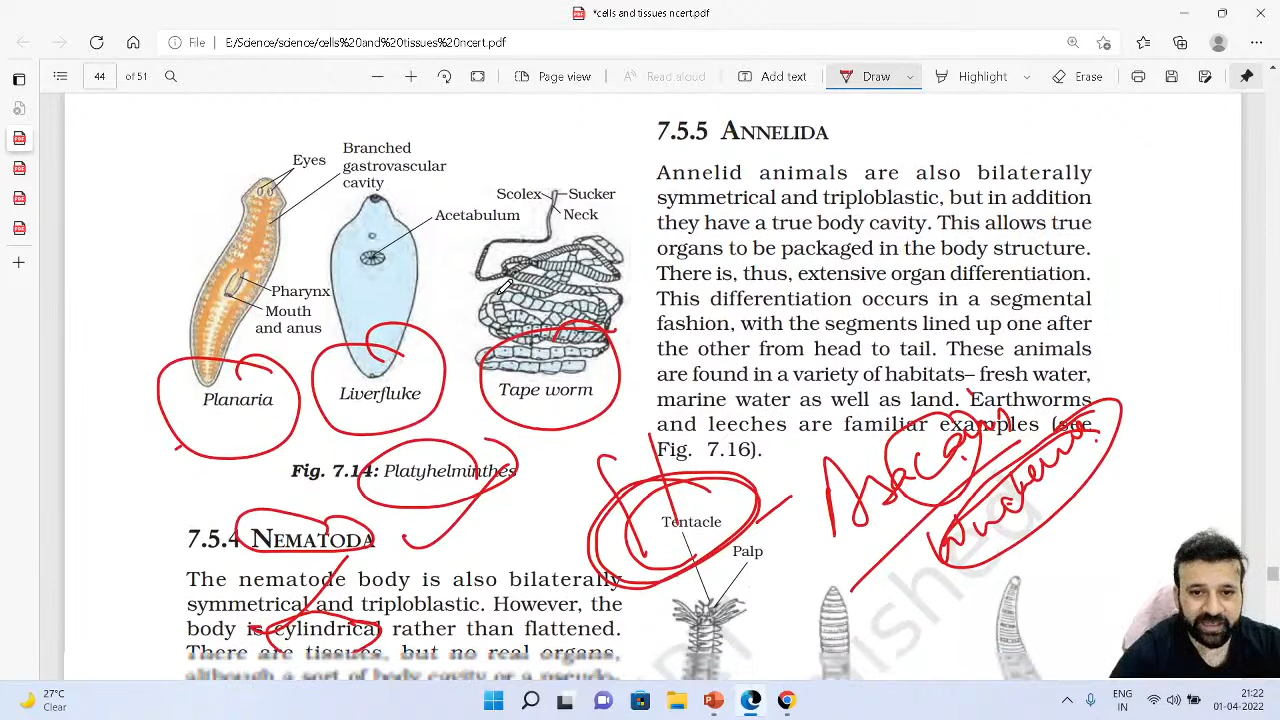 *cells and tissues ncert.pdf
File
E:/Science/science/cells%20and%20tissues%20ncert.pdf
44 of 51
Page view
Read aloud
Add text
Draw
Highlight
Erase
Eyes
Branched
gastrovascular
cavity
Acetabulum
Scolex
Sucker
Neck
Pharynx
Mouth
and anus
Planaria
Liverfluke
Tape worm
Fig. 7.14: Platyhelminthes
7.5.4 NEMATODA
The nematode body is also bilaterally
symmetrical and triploblastic. However, the
body is cylindrical rather than flattened.
There are tissues, but no real organs,
although a sort of body cavity or a pseudo-
7.5.5 ANNELIDA
Annelid animals are also bilaterally
symmetrical and triploblastic, but in addition
they have a true body cavity. This allows true
organs to be packaged in the body structure.
There is, thus, extensive organ differentiation.
This differentiation occurs in a segmental
fashion, with the segments lined up one after
the other from head to tail. These animals
are found in a variety of habitats– fresh water,
marine water as well as land. Earthworms
and leeches are familiar examples (see
Fig. 7.16).
Tentacle
Palp
27°C
Clear
ENG
IN
21:22
01-04-2022